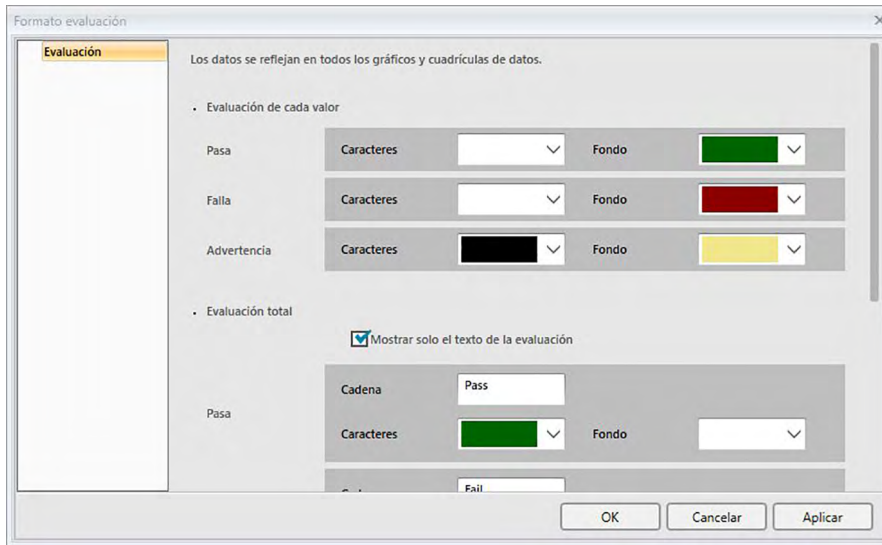 Formato evaluación
Evaluación
Los datos se reflejan en todos los gráficos y cuadrículas de datos.
• Evaluación de cada valor
Pasa Caracteres Fondo
Falla Caracteres Fondo
Advertencia Caracteres Fondo
• Evaluación total
Mostrar solo el texto de la evaluación
Cadena Pass
Pasa
Caracteres Fondo
Fail
OK Cancelar Aplicar